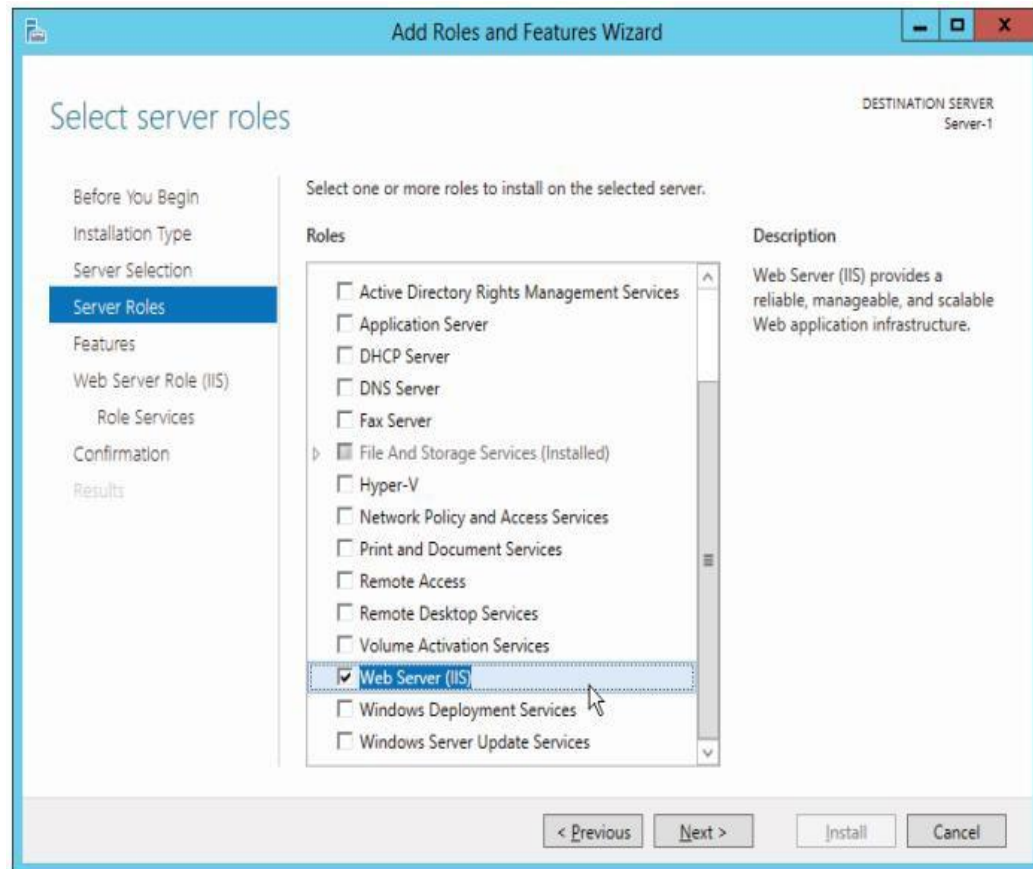 Add Roles and Features Wizard
Select server roles
DESTINATION SERVER
Server-1
Before You Begin
Installation Type
Server Selection
Server Roles
Features
Web Server Role (IIS)
Role Services
Confirmation
Results
Select one or more roles to install on the selected server.
Roles
Active Directory Rights Management Services
Application Server
DHCP Server
DNS Server
Fax Server
File And Storage Services (Installed)
Hyper-V
Network Policy and Access Services
Print and Document Services
Remote Access
Remote Desktop Services
Volume Activation Services
Web Server (IIS)
Windows Deployment Services
Windows Server Update Services
Description
Web Server (IIS) provides a
reliable, manageable, and scalable
Web application infrastructure.
< Previous
Next >
Install
Cancel